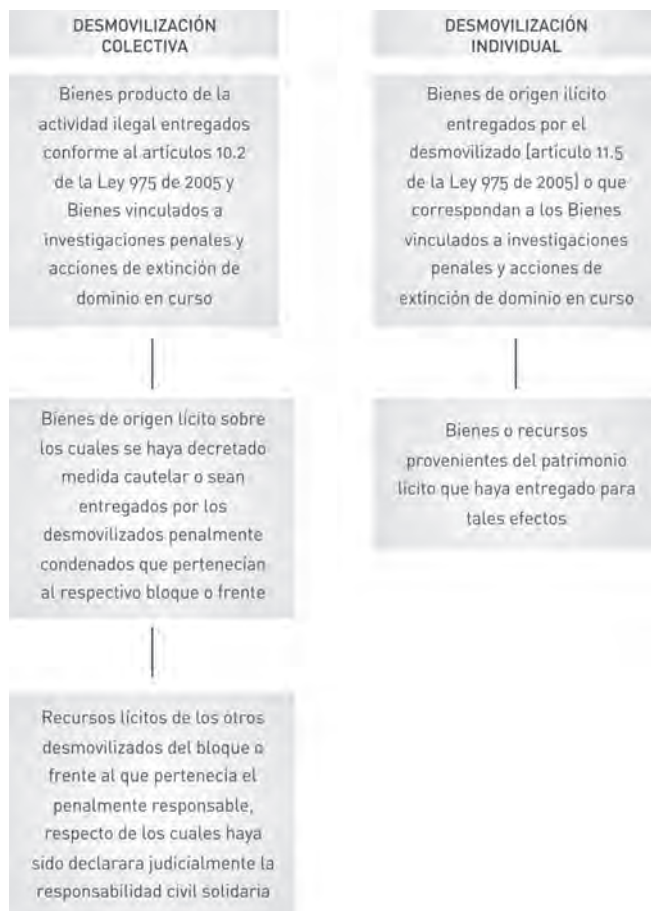 DESMOVILIZACIÓN
COLECTIVA
Bienes producto de la
actividad ilegal entregados
conforme al artículos 10.2
de la Ley 975 de 2005 y
Bienes vinculados a
investigaciones penales y
acciones de extinción de
dominio en curso
Bienes de origen lícito sobre
los cuales se haya decretado
medida cautelar o sean
entregados por los
desmovilizados penalmente
condenados que pertenecían
al respectivo bloque o frente
Recursos lícitos de los otros
desmovilizados del bloque o
frente al que pertenecía el
penalmente responsable,
respecto de los cuales haya
sido declarara judicialmente la
responsabilidad civil solidaria
DESMOVILIZACIÓN
INDIVIDUAL
Bienes de origen ilícito
entregados por el
desmovilizado (artículo 11.5
de la Ley 975 de 2005) o que
correspondan a los Bienes
vinculados a investigaciones
penales y acciones de
extinción de dominio en curso
Bienes o recursos
provenientes del patrimonio
lícito que haya entregado para
tales efectos